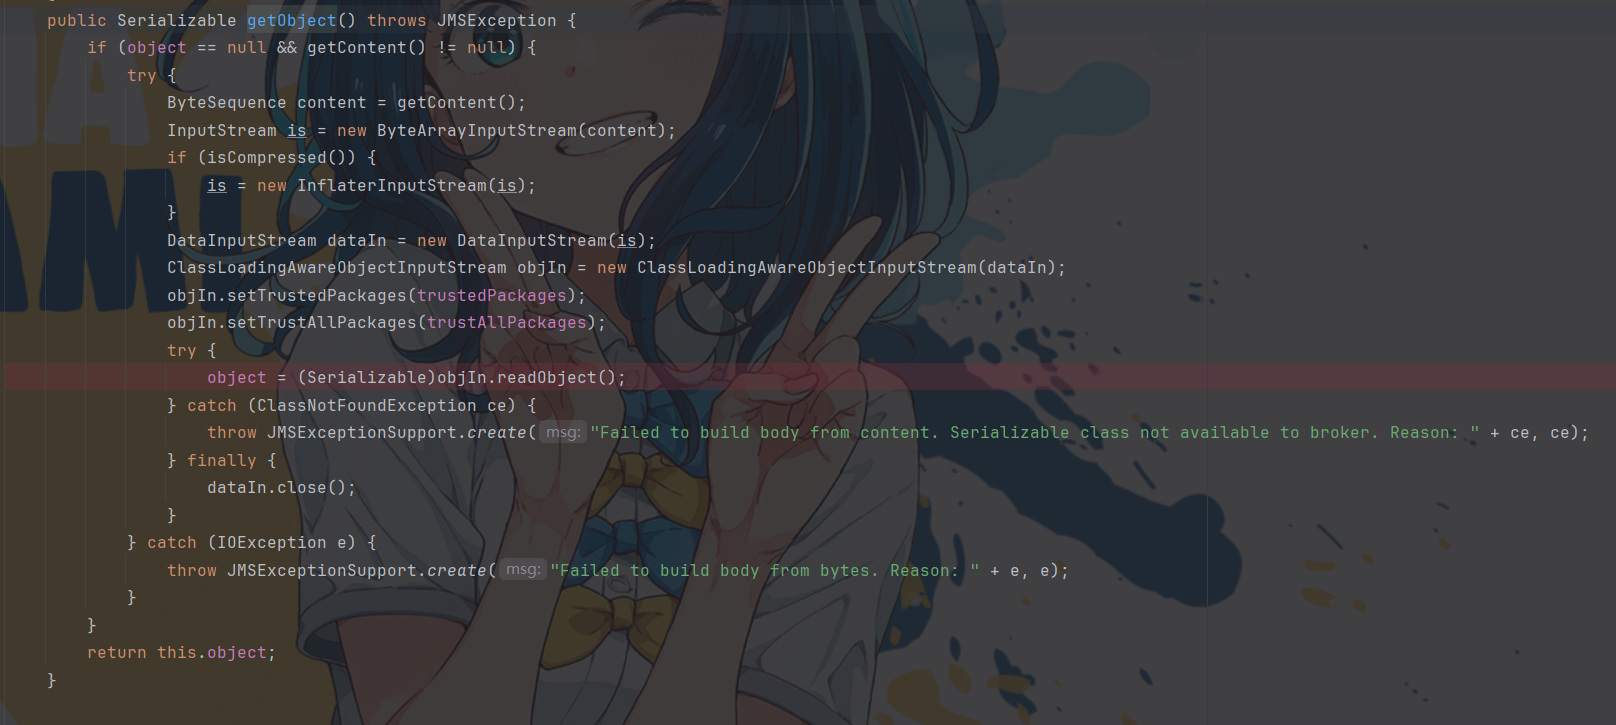 public Serializable getObject() throws JMSException {
if (object == null && getContent() != null) {
try {
ByteSequence content = getContent();
InputStream is = new ByteArrayInputStream(content);
if (isCompressed()) {
is = new InflaterInputStream(is);
}
DataInputStream dataIn = new DataInputStream(is);
ClassLoadingAwareObjectInputStream objIn = new ClassLoadingAwareObjectInputStream(dataIn);
objIn.setTrustedPackages(trustedPackages);
objIn.setTrustAllPackages(trustAllPackages);
try {
object = (Serializable)objIn.readObject();
} catch (ClassNotFoundException ce) {
throw JMSExceptionSupport.create( msg: "Failed to build body from content. Serializable class not available to broker. Reason: " + ce, ce);
} finally {
dataIn.close();
}
} catch (IOException e) {
throw JMSExceptionSupport.create( msg: "Failed to build body from bytes. Reason: " + e, e);
}
}
return this.object;
}